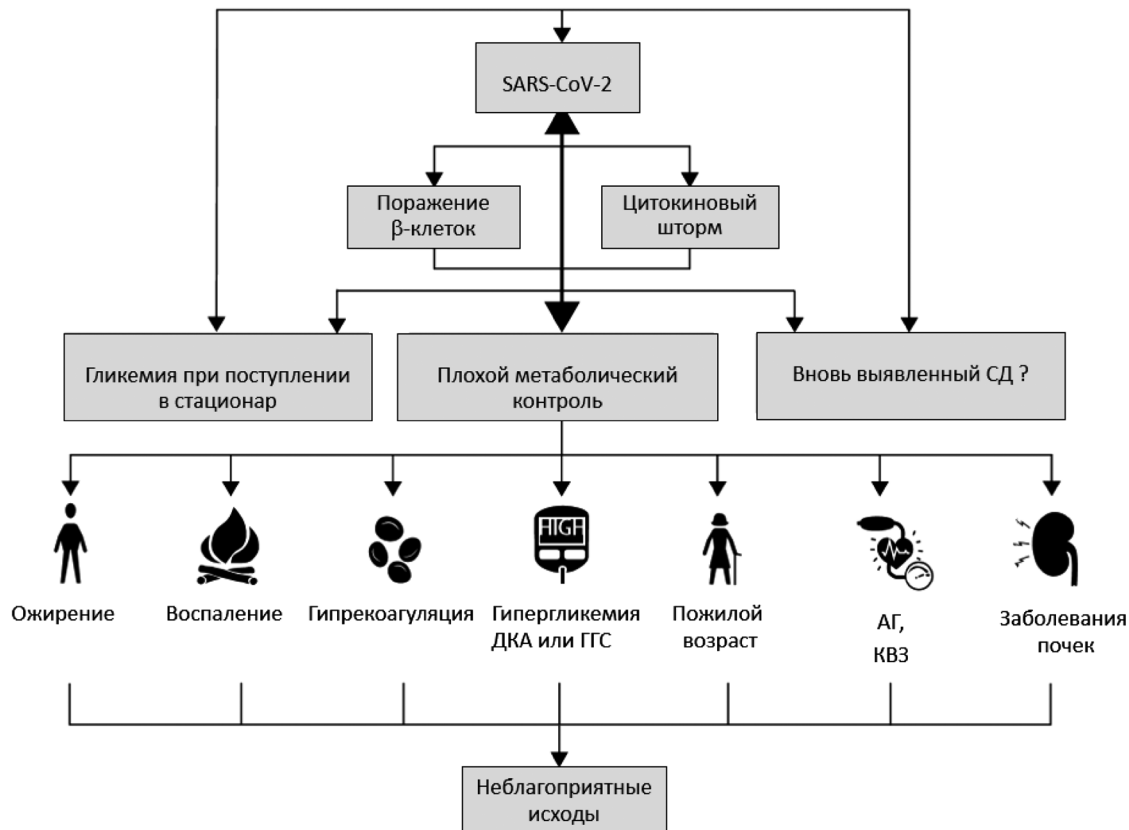 SARS-CoV-2
Поражение
β-клеток
Цитокиновый
шторм
Гликемия при поступлении
в стационар
Плохой метаболический
контроль
Вновь выявленный СД ?
HIGH
Ожирение
Воспаление
Гипрекоагуляция
Гипергликемия
ДКА или ГГС
Пожилой
возраст
АГ,
КВЗ
Заболевания
почек
Неблагоприятные
исходы